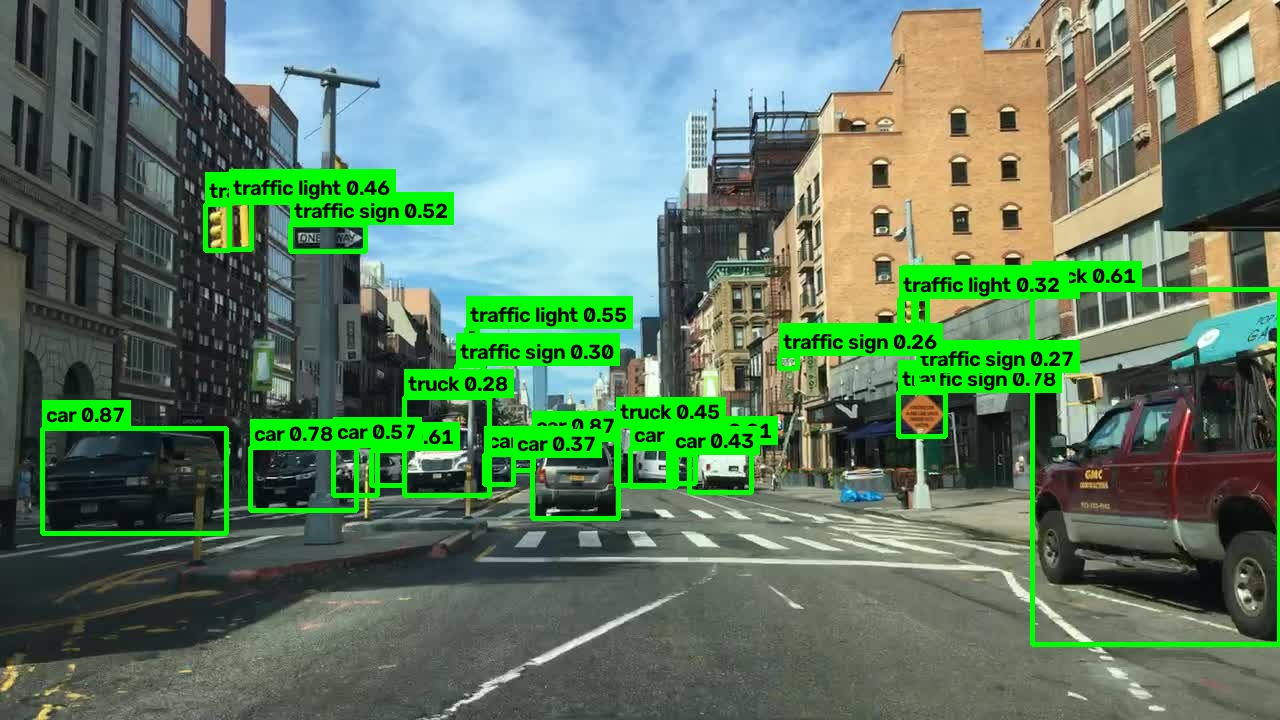 traffic light 0.46
traffic sign 0.52
ONE WAY
traffic light 0.32
ck 0.61
traffic light 0.55
traffic sign 0.26
traffic sign 0.30
traffic sign 0.27
traffic sign 0.78
truck 0.28
car 0.87
truck 0.45
car 0.78
car 0.57
.61
car 0.87
car
car 0.43
car 0.37
GMC